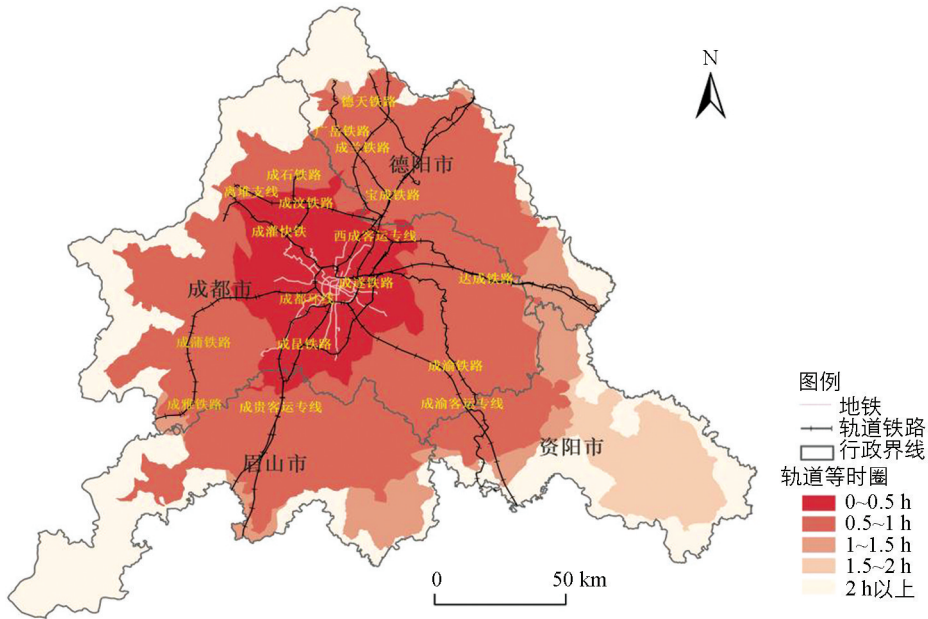 N
德天铁路
广岳铁路
成兰铁路
德阳市
成石铁路
离堆支线
成汶铁路
宝成铁路
成灌快铁
西成客运专线
成都市
成遂铁路
达成铁路
成都环线
成蒲铁路
成昆铁路
成渝铁路
成雅铁路
成贵客运专线
成渝客运专线
眉山市
资阳市
图例
地铁
轨道铁路
行政界线
轨道等时圈
0~0.5 h
0.5~1 h
1~1.5 h
1.5~2 h
2 h以上
0 50 km